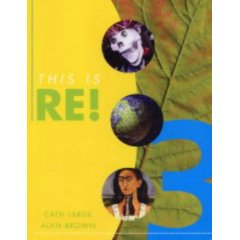 THIS IS
RE!
3
CATH LARGE
ALAN BROWN